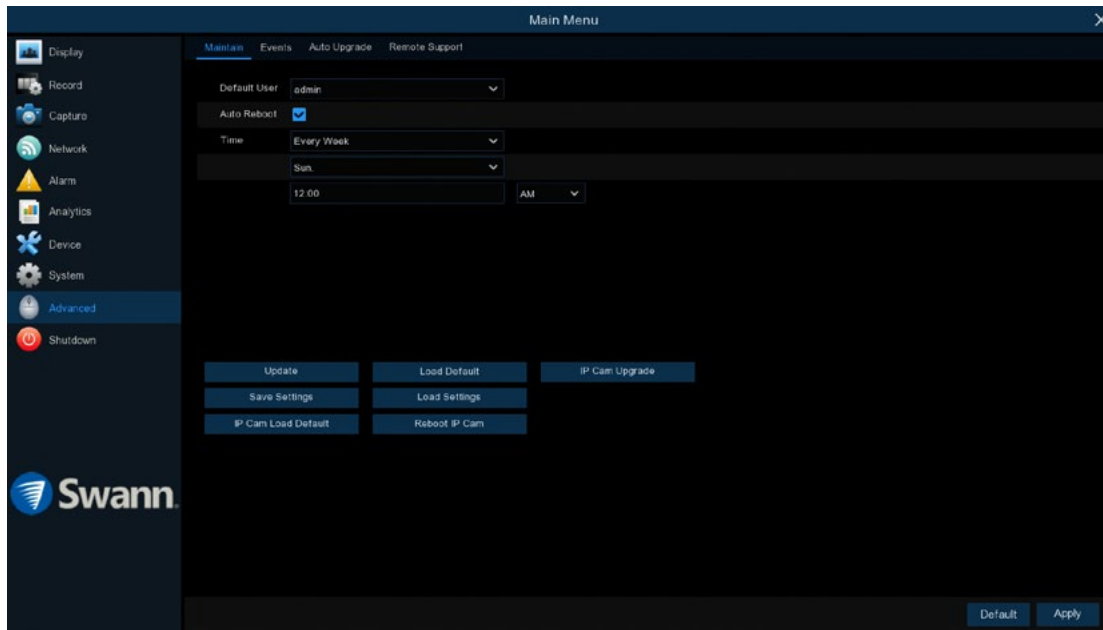 Main Menu
Display
Record
Capture
Network
Alarm
Analytics
Device
System
Advanced
Shutdown
Swann
Maintain Events Auto Upgrade Remote Support
Default User admin
Auto Reboot
Time Every Week
Sun.
12:00 AM
Update Load Default IP Cam Upgrade
Save Settings Load Settings
IP Cam Load Default Reboot IP Cam
Default Apply